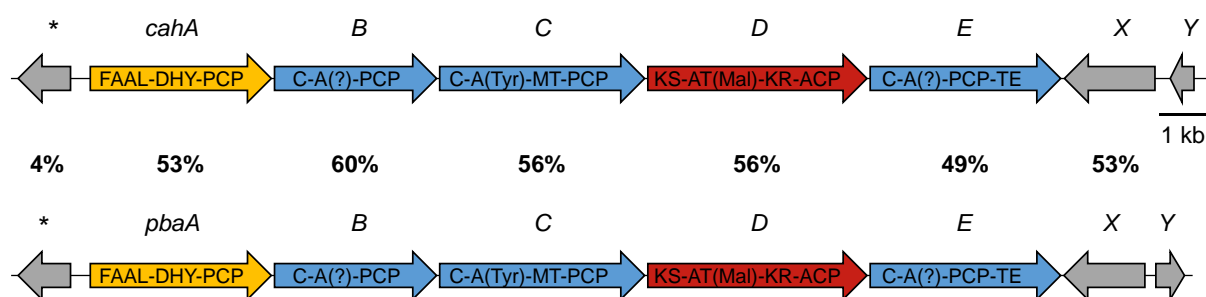 * cahA B C D E X Y
FAAL-DHY-PCP C-A(?)-PCP C-A(Tyr)-MT-PCP KS-AT(Mal)-KR-ACP C-A(?)-PCP-TE
1 kb
4% 53% 60% 56% 56% 49% 53%
* pbaA B C D E X Y
FAAL-DHY-PCP C-A(?)-PCP C-A(Tyr)-MT-PCP KS-AT(Mal)-KR-ACP C-A(?)-PCP-TE